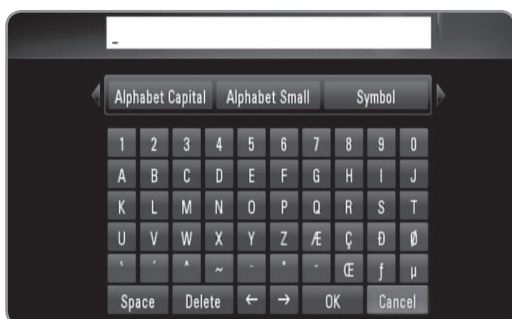 _
Alphabet Capital Alphabet Small Symbol
1 2 3 4 5 6 7 8 9 0
A B C D E F G H I J
K L M N O P Q R S T
U V W X Y Z Æ Ç Ð Ø
` ´ ^ ~ ¨ Œ ƒ µ
Space Delete ← → OK Cancel